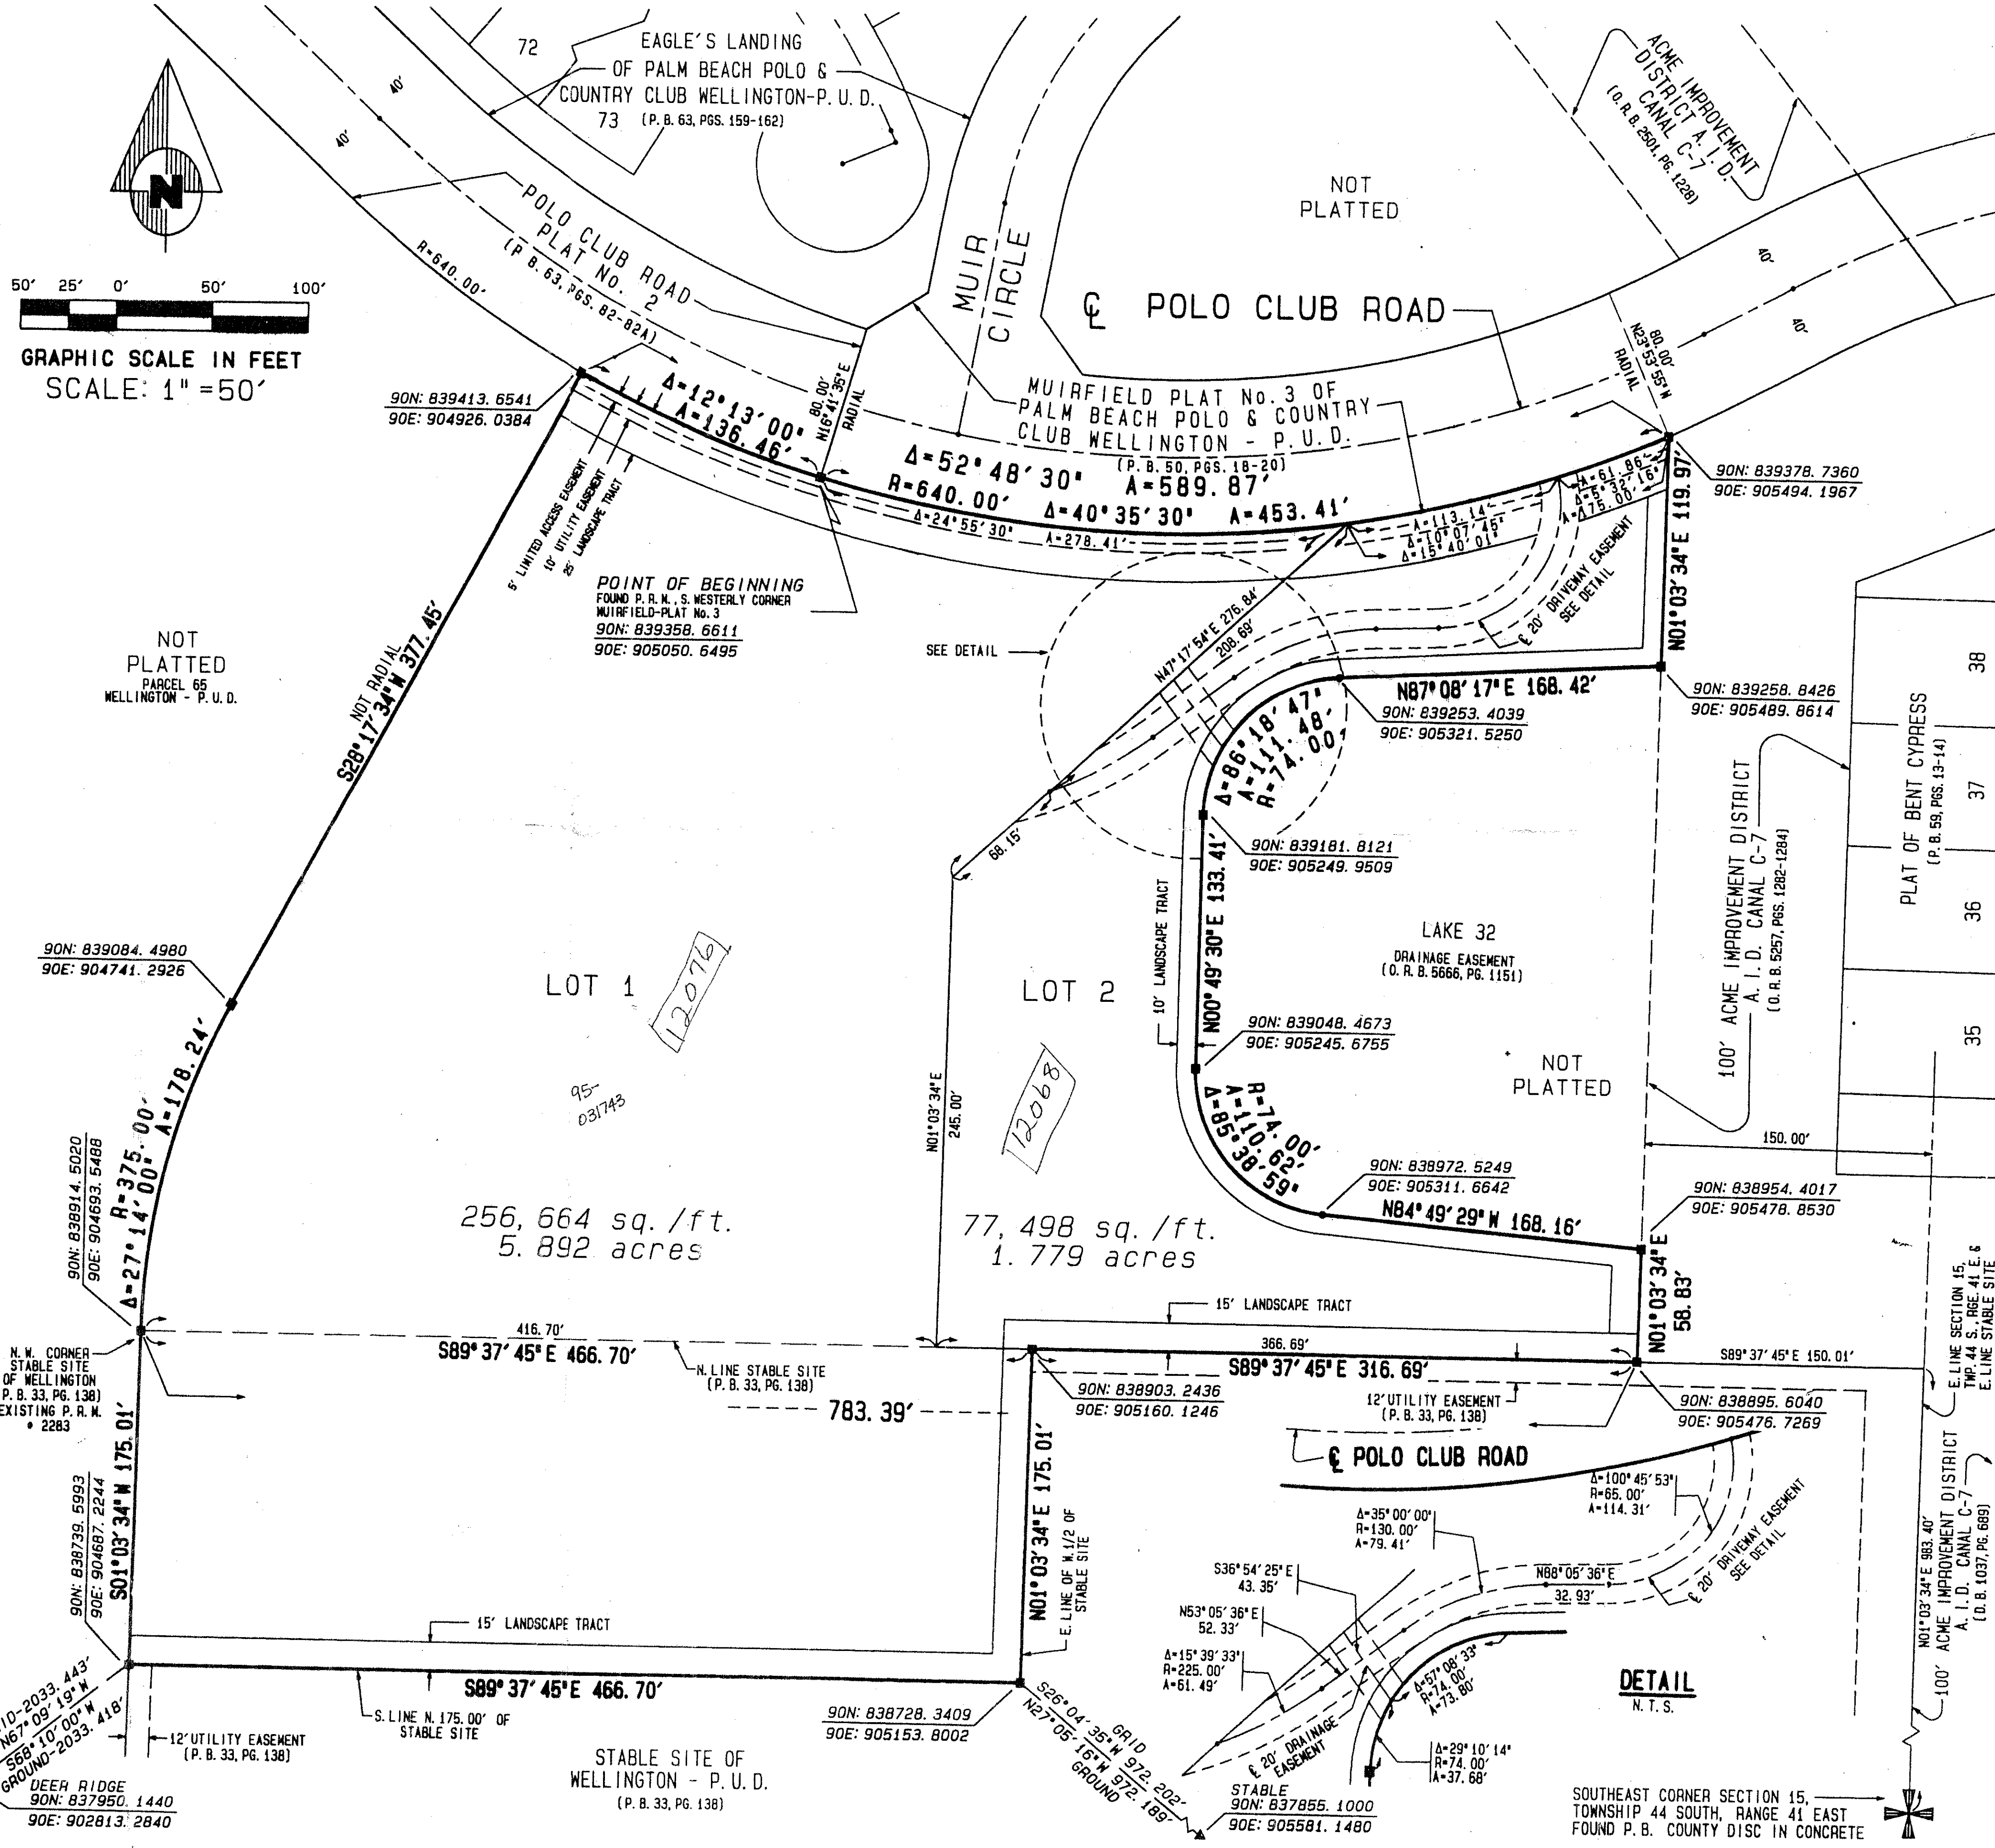 72
EAGLE'S LANDING
OF PALM BEACH POLO &
COUNTRY CLUB WELLINGTON-P. U. D.
73 (P. B. 63, PGS. 159-162)
40'
40'
N
50' 25' 0' 50' 100'
GRAPHIC SCALE IN FEET
SCALE: 1" =50'
POLO CLUB ROAD
PLAT No. 2
(P. B. 63, PGS. 82-82A)
R=640.00'
MUIR
CIRCLE
NOT
PLATTED
ACME IMPROVEMENT
DISTRICT A. I. D.
CANAL C-7
(O. R. B. 2501, PG. 1228)
℄ POLO CLUB ROAD
40'
40'
80.00'
N23°53'55"W
RADIAL
90N: 839413. 6541
90E: 904926. 0384
Δ=12°13'00"
A=136.46'
80.00'
N16°41'35"E
RADIAL
MUIRFIELD PLAT No. 3 OF
PALM BEACH POLO & COUNTRY
CLUB WELLINGTON - P. U. D.
(P. B. 50, PGS. 18-20)
Δ=52°48'30" A=589.87'
R=640.00' Δ=40°35'30" A=453.41'
Δ=24°55'30" A=278.41'
A=113.14'
Δ=10°07'45"
Δ=15°40'01"
A=61.86'
Δ=5°32'16"
A=175.00'
90N: 839378. 7360
90E: 905494. 1967
N01°03'34"E 119.97'
5' LIMITED ACCESS EASEMENT
10' UTILITY EASEMENT
25' LANDSCAPE TRACT
POINT OF BEGINNING
FOUND P. R. M., S. WESTERLY CORNER
MUIRFIELD-PLAT No. 3
90N: 839358. 6611
90E: 905050. 6495
SEE DETAIL
N47°17'54"E 276.84'
208.69'
68.15'
℄ 20' DRIVEWAY EASEMENT
SEE DETAIL
NOT
PLATTED
PARCEL 65
WELLINGTON - P. U. D.
NOT RADIAL
S28°17'34"W 377.45'
N87°08'17"E 168.42'
90N: 839253. 4039
90E: 905321. 5250
90N: 839258. 8426
90E: 905489. 8614
Δ=86°18'47"
A=111.48'
R=74.00'
90N: 839181. 8121
90E: 905249. 9509
38
37
36
35
PLAT OF BENT CYPRESS
(P. B. 59, PGS. 13-14)
100' ACME IMPROVEMENT DISTRICT
A. I. D. CANAL C-7
(O. R. B. 5257, PGS. 1282-1284)
90N: 839084. 4980
90E: 904741. 2926
LOT 1
12076
95-
031743
LOT 2
12068
10' LANDSCAPE TRACT
N00°49'30"E 133.41'
LAKE 32
DRAINAGE EASEMENT
(O. R. B. 5666, PG. 1151)
90N: 839048. 4673
90E: 905245. 6755
NOT
PLATTED
N01°03'34"E
245.00'
R=74.00'
A=110.62'
Δ=85°38'59"
150.00'
R=375.00'
A=178.24'
Δ=27°14'00"
90N: 838914. 5020
90E: 904693. 5488
256,664 sq./ft.
5.892 acres
77,498 sq./ft.
1.779 acres
90N: 838972. 5249
90E: 905311. 6642
N84°49'29"W 168.16'
90N: 838954. 4017
90E: 905478. 8530
N01°03'34"E
58.83'
15' LANDSCAPE TRACT
E. LINE SECTION 15,
TWP. 44 S., RGE. 41 E. &
E. LINE STABLE SITE
416.70'
S89°37'45"E 466.70'
N. LINE STABLE SITE
(P. B. 33, PG. 138)
366.69'
S89°37'45"E 316.69'
S89°37'45"E 150.01'
N. W. CORNER
STABLE SITE
OF WELLINGTON
P. B. 33, PG. 138)
EXISTING P. R. M.
# 2283
783.39'
90N: 838903. 2436
90E: 905160. 1246
12'UTILITY EASEMENT
(P. B. 33, PG. 138)
90N: 838895. 6040
90E: 905476. 7269
S01°03'34"W 175.01'
90N: 838739. 5993
90E: 904687. 2244
N01°03'34"E 175.01'
E. LINE OF W.1/2 OF
STABLE SITE
℄ POLO CLUB ROAD
Δ=100°45'53"
R=65.00'
A=114.31'
Δ=35°00'00"
R=130.00'
A=79.41'
S36°54'25"E
43.35'
N53°05'36"E
52.33'
Δ=15°39'33"
R=225.00'
A=61.49'
N88°05'36"E
32.93'
℄ 20' DRIVEWAY EASEMENT
SEE DETAIL
Δ=57°08'33"
R=74.00'
A=73.80'
Δ=29°10'14"
R=74.00'
A=37.68'
℄ 20' DRAINAGE
EASEMENT
DETAIL
N. T. S.
N01°03'34"E 983.40'
100' ACME IMPROVEMENT DISTRICT
A. I. D. CANAL C-7
(D. B. 1037, PG. 689)
15' LANDSCAPE TRACT
S89°37'45"E 466.70'
S. LINE N. 175.00' OF
STABLE SITE
90N: 838728. 3409
90E: 905153. 8002
GRID
S26°04'35"W 972.202'
N27°05'16"W 972.189'
GROUND
ID-2033.443'
N67°09'19"W
S68°10'00"W
GROUND-2033.418'
12'UTILITY EASEMENT
(P. B. 33, PG. 138)
DEER RIDGE
90N: 837950. 1440
90E: 902813. 2840
STABLE SITE OF
WELLINGTON - P. U. D.
(P. B. 33, PG. 138)
STABLE
90N: 837855. 1000
90E: 905581. 1480
SOUTHEAST CORNER SECTION 15,
TOWNSHIP 44 SOUTH, RANGE 41 EAST
FOUND P. B. COUNTY DISC IN CONCRETE